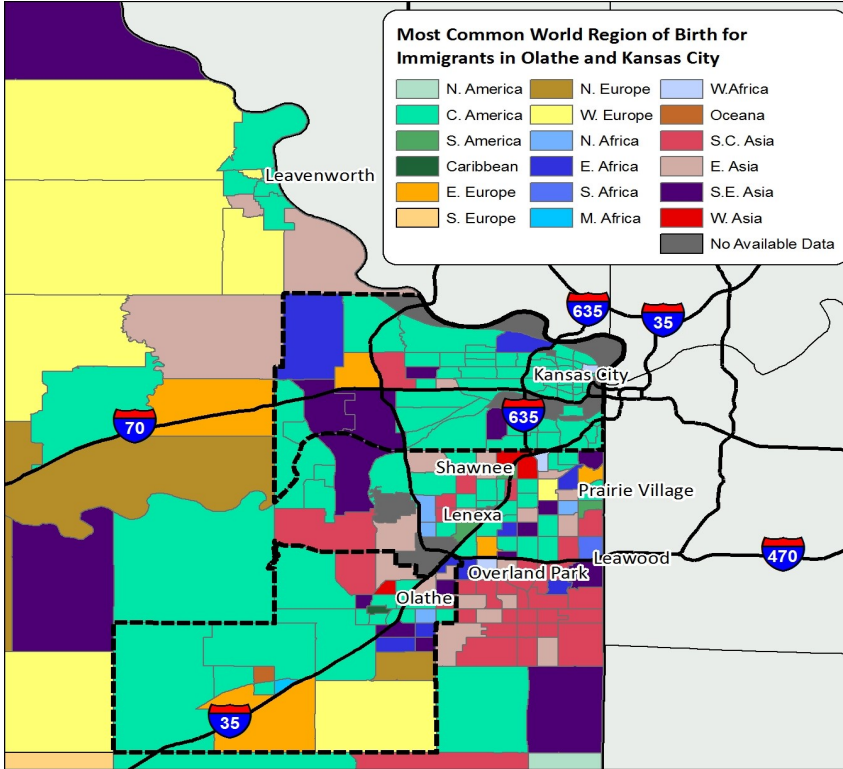 Most Common World Region of Birth for
Immigrants in Olathe and Kansas City
N. America
C. America
S. America
Caribbean
E. Europe
S. Europe
N. Europe
W. Europe
N. Africa
E. Africa
S. Africa
M. Africa
W.Africa
Oceana
S.C. Asia
E. Asia
S.E. Asia
W. Asia
No Available Data
Leavenworth
635
35
Kansas City
70
635
Shawnee
Prairie Village
Lenexa
Leawood
470
Overland Park
Olathe
35